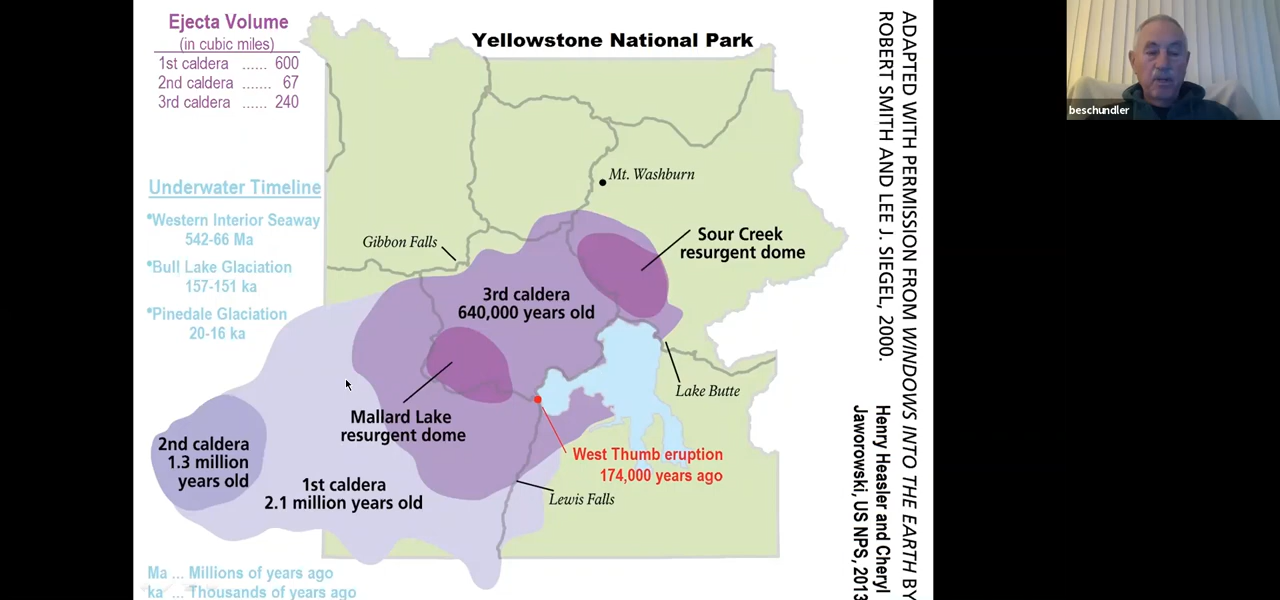 Ejecta Volume
(in cubic miles)
1st caldera ...... 600
2nd caldera ....... 67
3rd caldera ...... 240
Underwater Timeline
•Western Interior Seaway
542-66 Ma
•Bull Lake Glaciation
157-151 ka
•Pinedale Glaciation
20-16 ka
Ma ... Millions of years ago
ka ... Thousands of years ago
Yellowstone National Park
Mt. Washburn
Gibbon Falls
Sour Creek
resurgent dome
3rd caldera
640,000 years old
Lake Butte
Mallard Lake
resurgent dome
2nd caldera
1.3 million
years old
1st caldera
2.1 million years old
West Thumb eruption
174,000 years ago
Lewis Falls
ADAPTED WITH PERMISSION FROM WINDOWS INTO THE EARTH BY
ROBERT SMITH AND LEE J. SIEGEL, 2000.
Henry Heasler and Cheryl
Jaworowski, US NPS, 2013
beschundler